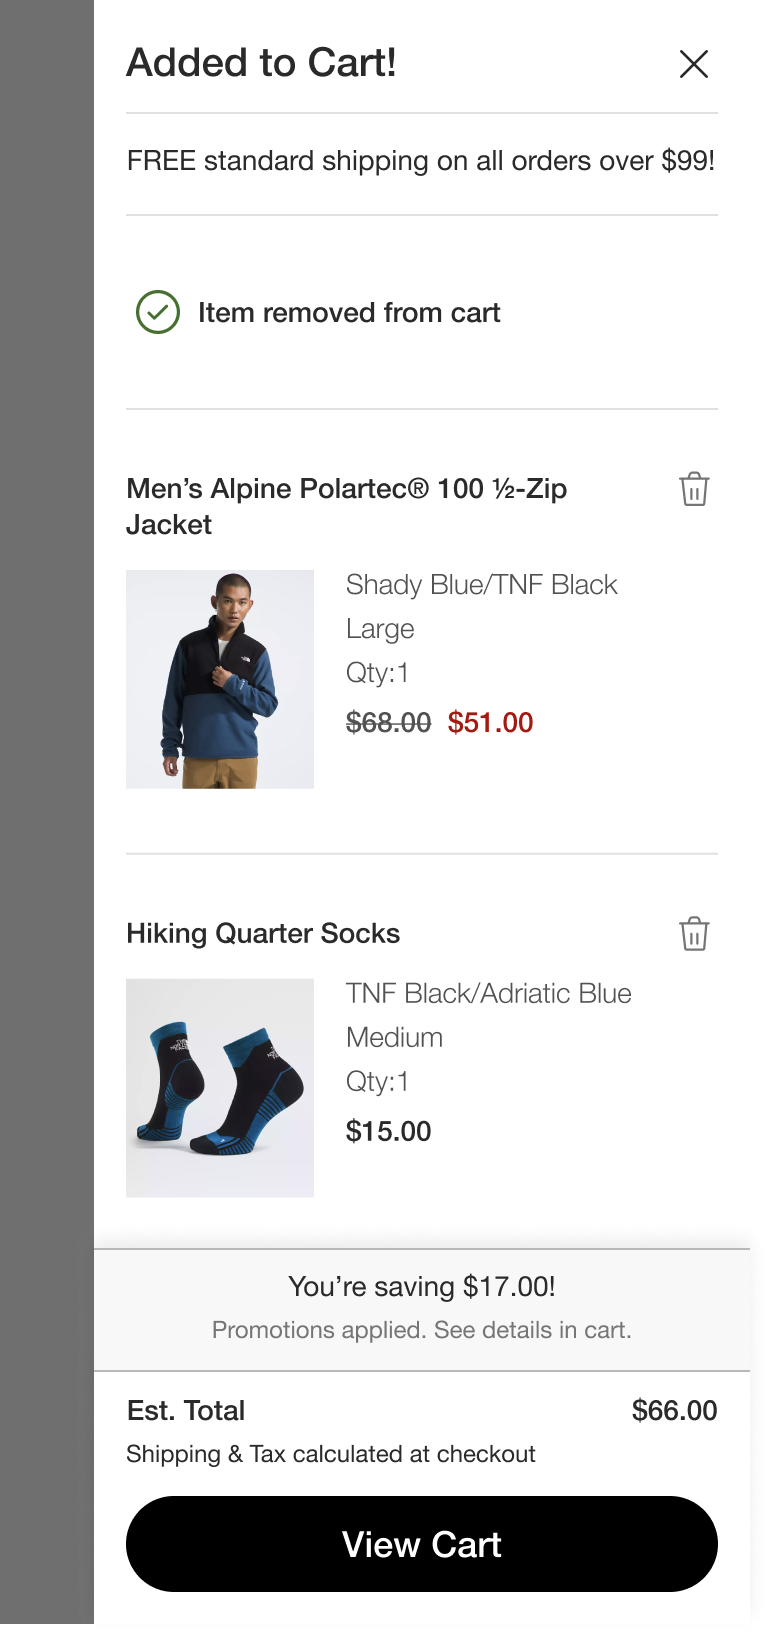 Added to Cart!
FREE standard shipping on all orders over $99!
Item removed from cart
Men’s Alpine Polartec® 100 ½-Zip
Jacket
Shady Blue/TNF Black
Large
Qty:1
$68.00 $51.00
Hiking Quarter Socks
TNF Black/Adriatic Blue
Medium
Qty:1
$15.00
You’re saving $17.00!
Promotions applied. See details in cart.
Est. Total $66.00
Shipping & Tax calculated at checkout
View Cart